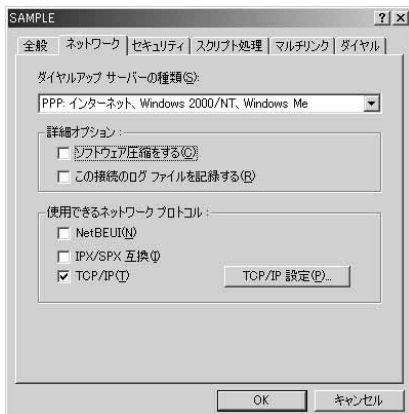 SAMPLE
全般 ネットワーク セキュリティ スクリプト処理 マルチリンク ダイヤル
ダイヤルアップ サーバーの種類(S):
PPP: インターネット、Windows 2000/NT、Windows Me
詳細オプション :
ソフトウェア圧縮をする(C)
この接続のログ ファイルを記録する(R)
使用できるネットワーク プロトコル :
NetBEUI(N)
IPX/SPX 互換(I)
TCP/IP(T)
TCP/IP 設定(P)...
OK キャンセル